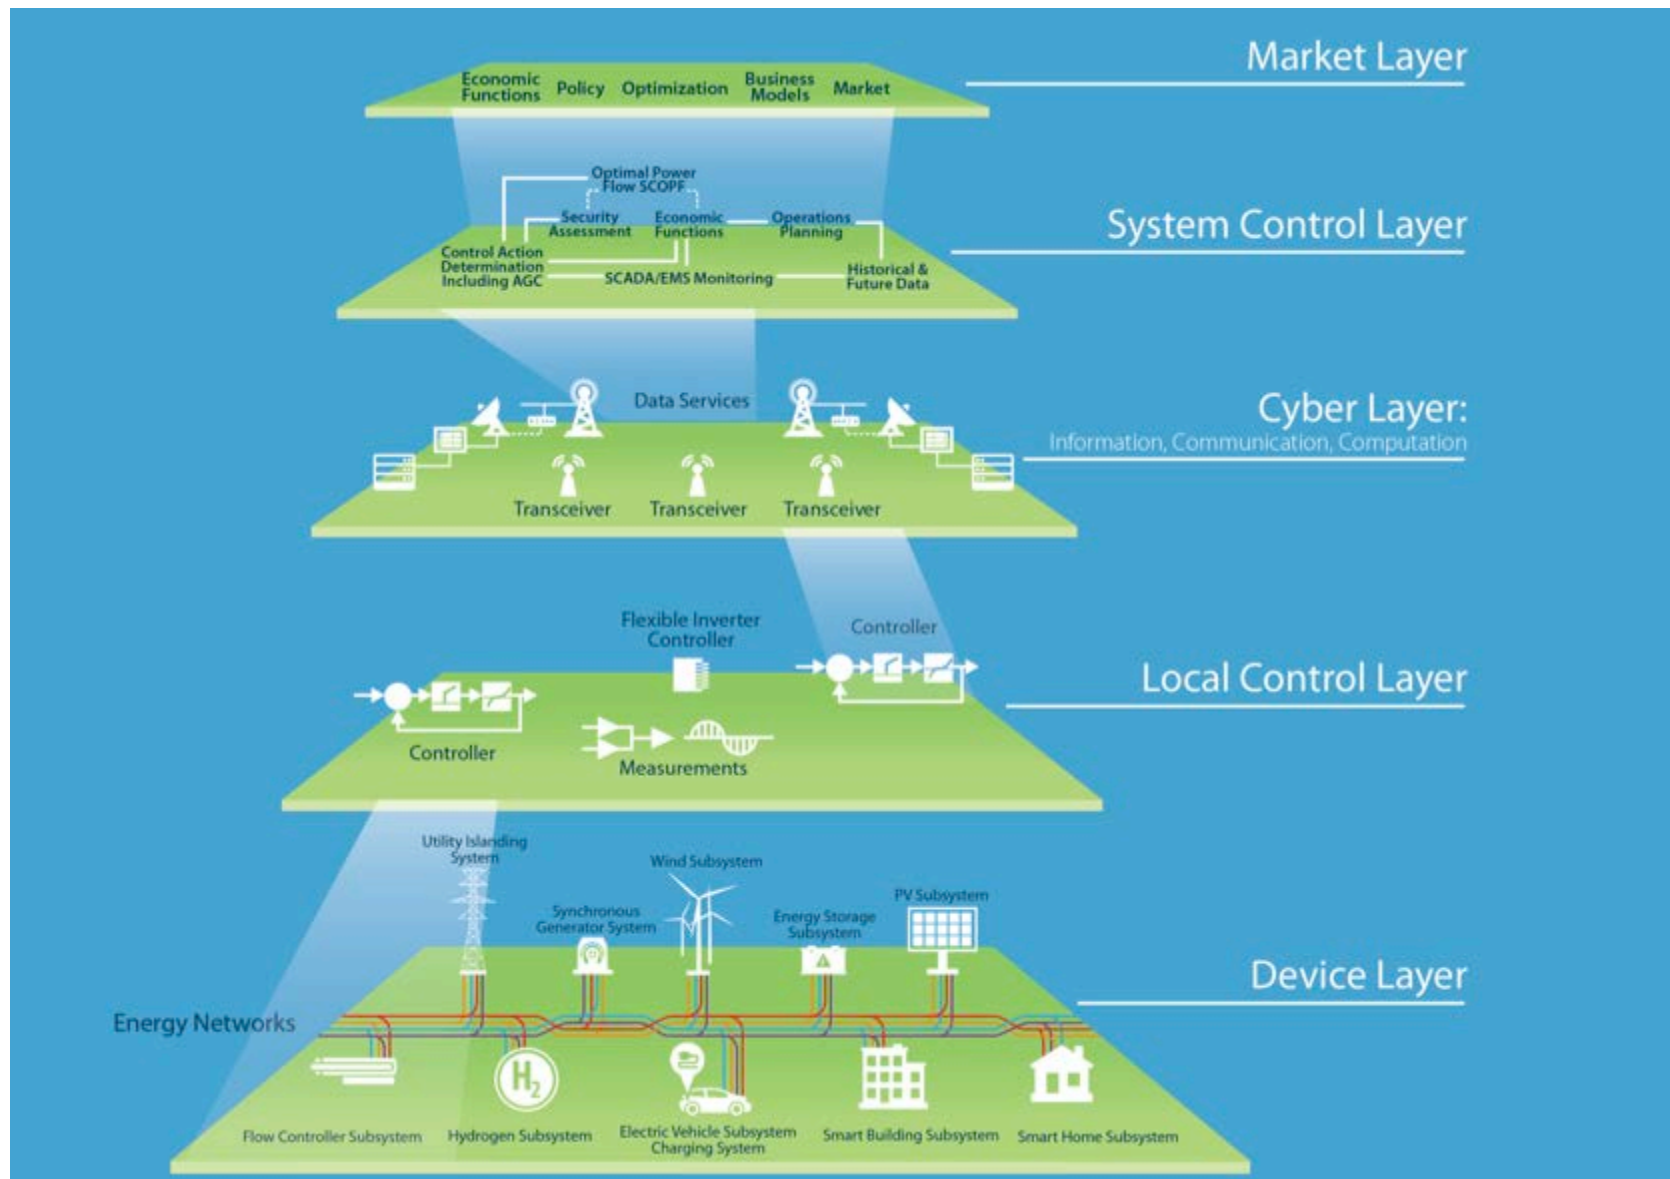 Market Layer
Economic
Functions
Policy
Optimization
Business
Models
Market
System Control Layer
Optimal Power
Flow SCOPF
Security
Assessment
Economic
Functions
Operations
Planning
Control Action
Determination
Including AGC
SCADA/EMS Monitoring
Historical &
Future Data
Cyber Layer:
Information, Communication, Computation
Data Services
Transceiver
Transceiver
Transceiver
Local Control Layer
Flexible Inverter
Controller
Controller
Controller
Measurements
Device Layer
Utility Islanding
System
Synchronous
Generator System
Wind Subsystem
Energy Storage
Subsystem
PV Subsystem
Energy Networks
H2
Flow Controller Subsystem
Hydrogen Subsystem
Electric Vehicle Subsystem
Charging System
Smart Building Subsystem
Smart Home Subsystem